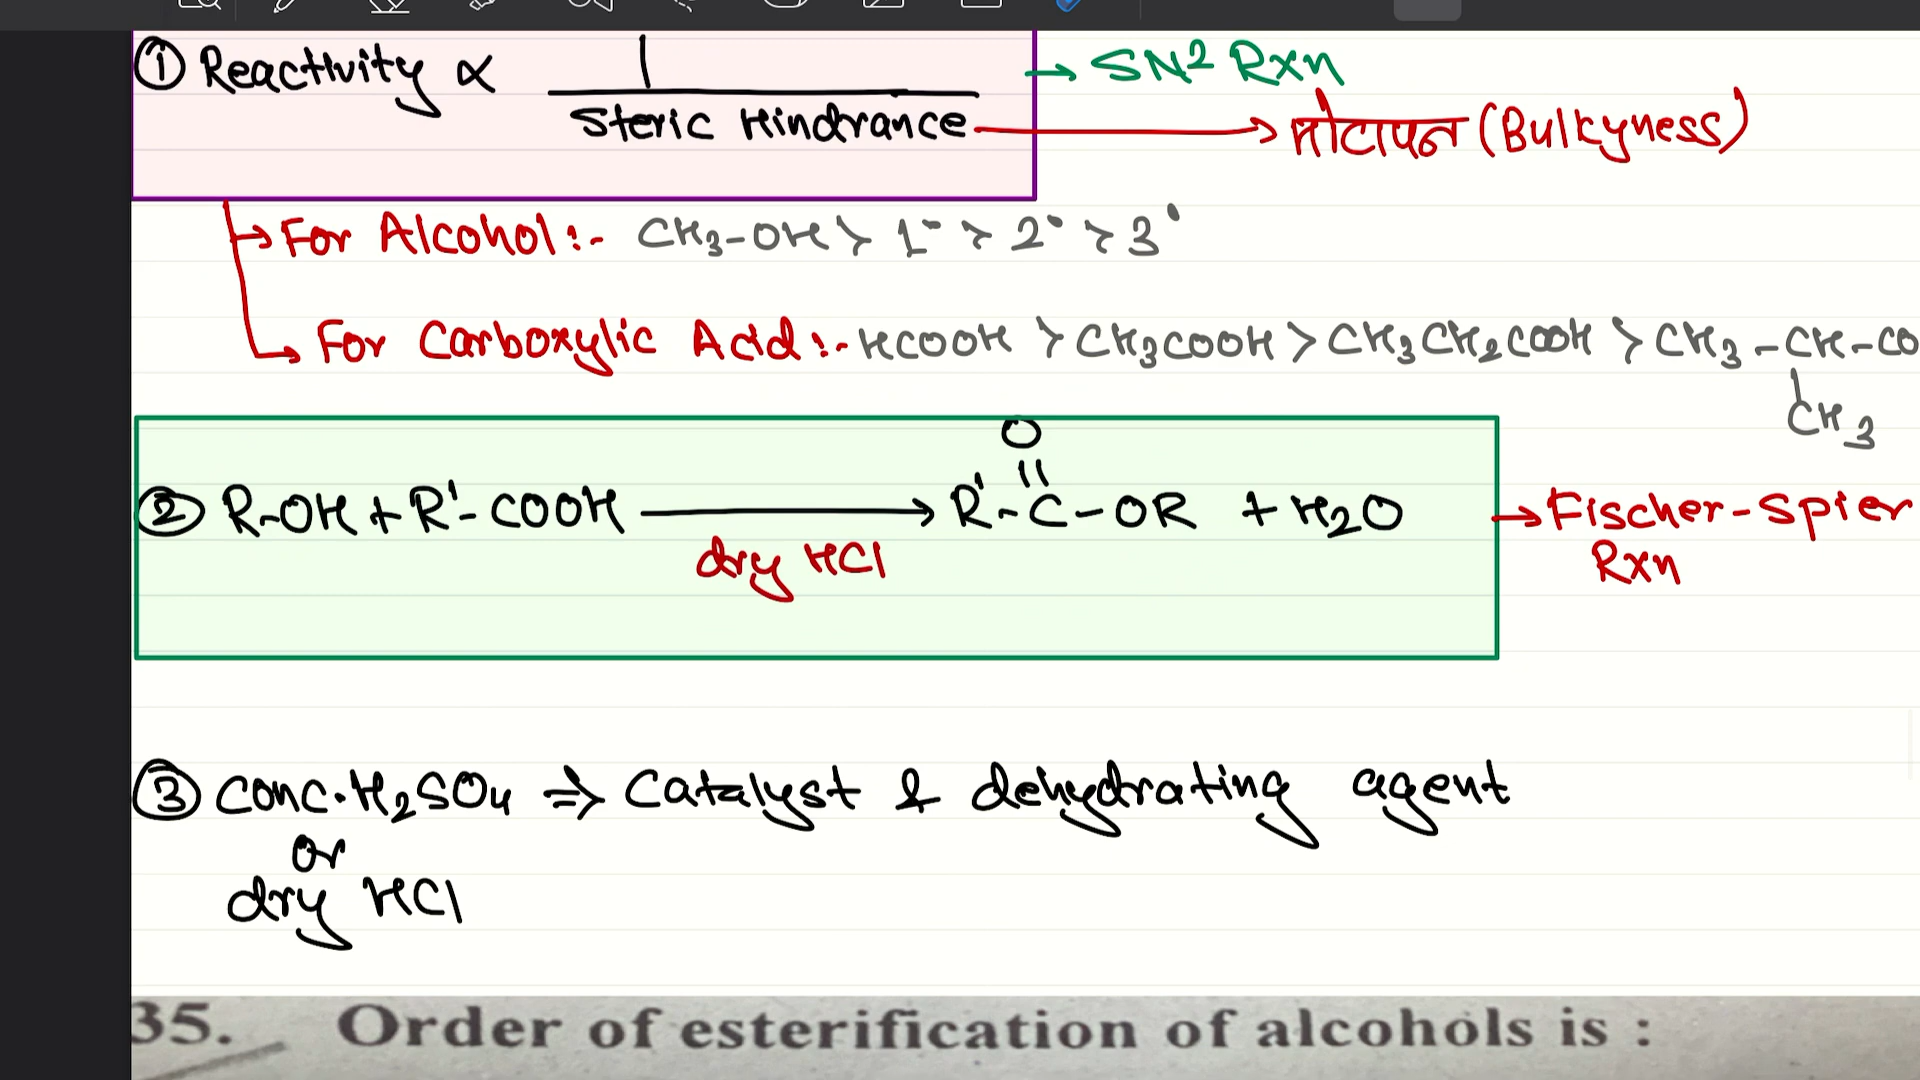 ① Reactivity ∝ 1 / Steric Hindrance → SN2 Rxn
→ मोटापन (Bulkyness)
→ For Alcohol :- CH3-OH > 1° > 2° > 3°
→ For Carboxylic Acid :- HCOOH > CH3COOH > CH3CH2COOH > CH3-CH-CO
CH3
O
② R-OH + R'-COOH → R'-C-OR + H2O → Fischer-Spier
dry HCl Rxn
③ Conc. H2SO4 ⇒ Catalyst & dehydrating agent
or
dry HCl
35. Order of esterification of alcohols is :